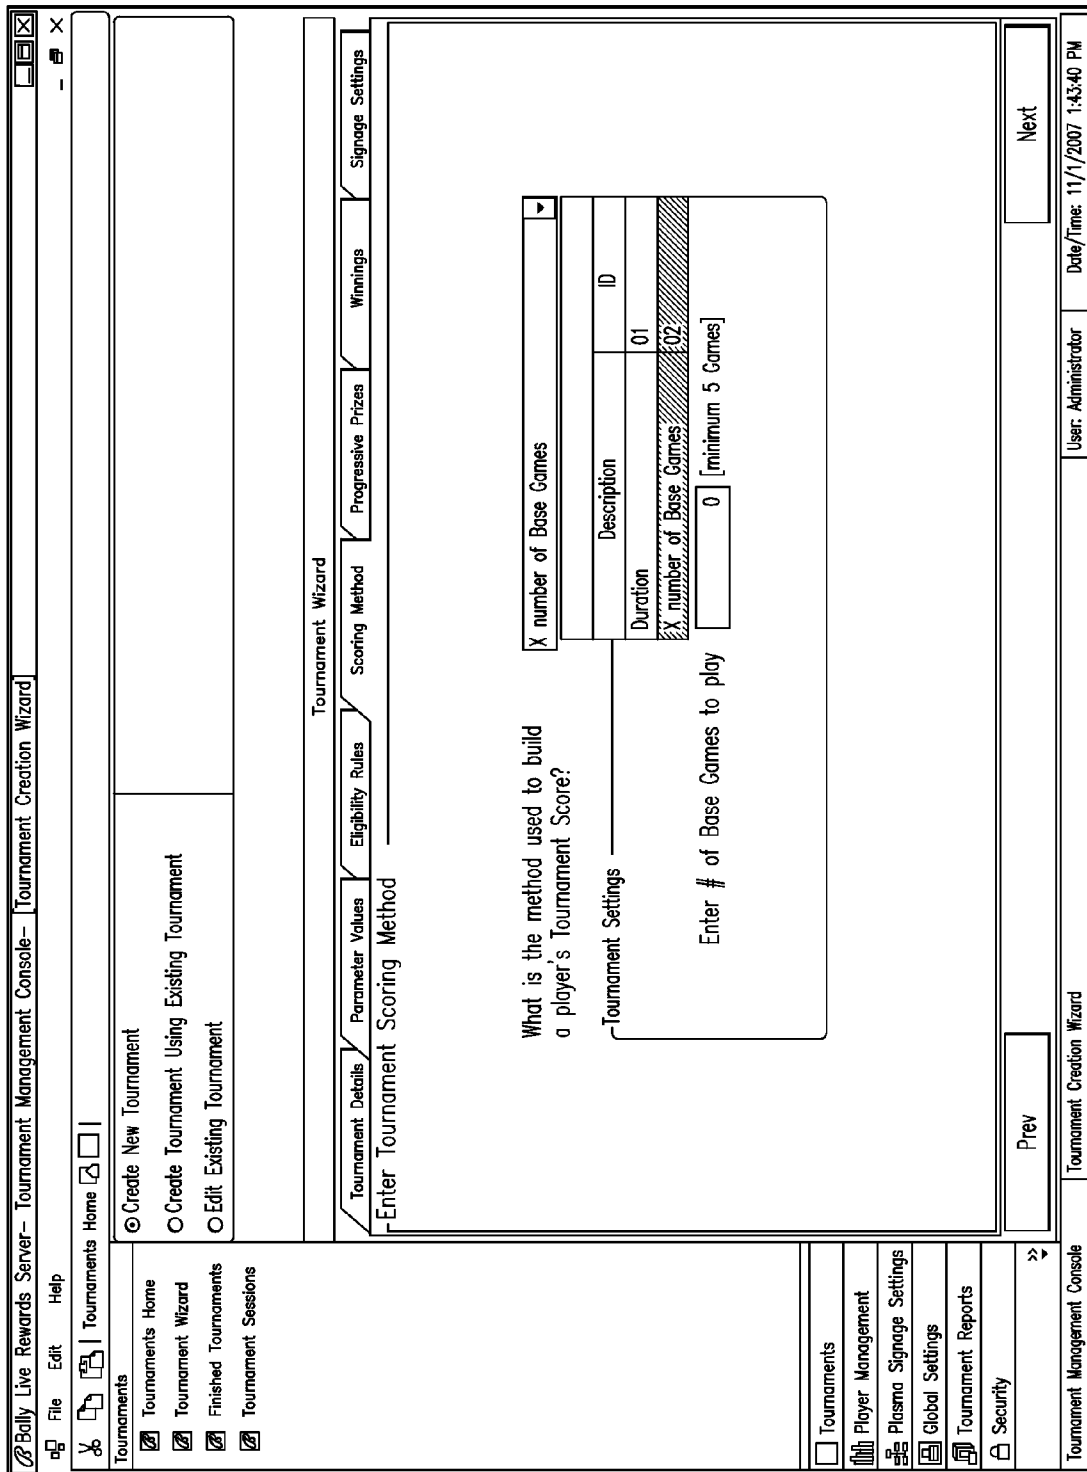 Bally Live Rewards Server– Tournament Management Console– [Tournament Creation Wizard]
File Edit Help
Tournaments Home
Tournaments
Tournaments Home
Tournament Wizard
Finished Tournaments
Tournament Sessions
Tournaments
Player Management
Plasma Signage Settings
Global Settings
Tournament Reports
Security
Create New Tournament
Create Tournament Using Existing Tournament
Edit Existing Tournament
Tournament Wizard
Tournament Details Parameter Values Eligibility Rules Scoring Method Progressive Prizes Winnings Signage Settings
Enter Tournament Scoring Method
What is the method used to build
a player's Tournament Score?
X number of Base Games
Tournament Settings
Description ID
Duration 01
X number of Base Games 02
Enter # of Base Games to play 0 [minimum 5 Games]
Prev Next
Tournament Management Console Tournament Creation Wizard User: Administrator Date/Time: 11/1/2007 1:43:40 PM